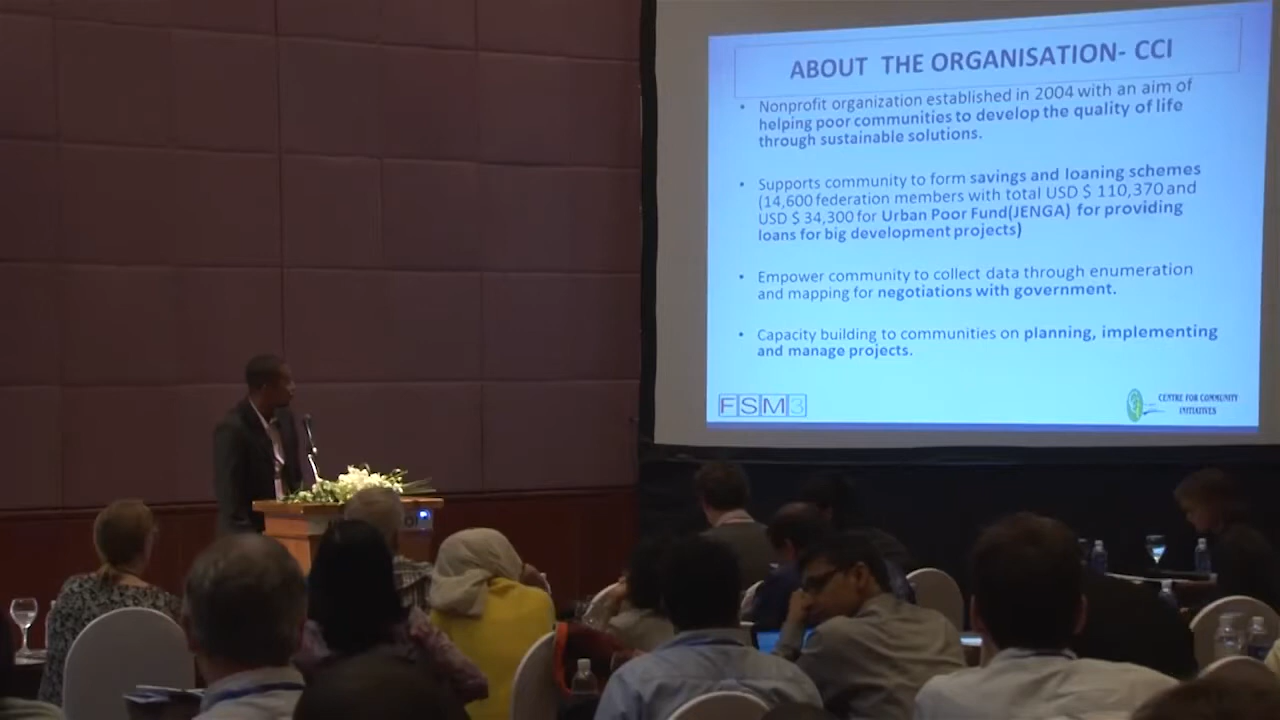 ABOUT THE ORGANISATION- CCI
• Nonprofit organization established in 2004 with an aim of
helping poor communities to develop the quality of life
through sustainable solutions.
• Supports community to form savings and loaning schemes
(14,600 federation members with total USD $ 110,370 and
USD $ 34,300 for Urban Poor Fund(JENGA) for providing
loans for big development projects)
• Empower community to collect data through enumeration
and mapping for negotiations with government.
• Capacity building to communities on planning, implementing
and manage projects.
FSM3
CENTRE FOR COMMUNITY
INITIATIVES